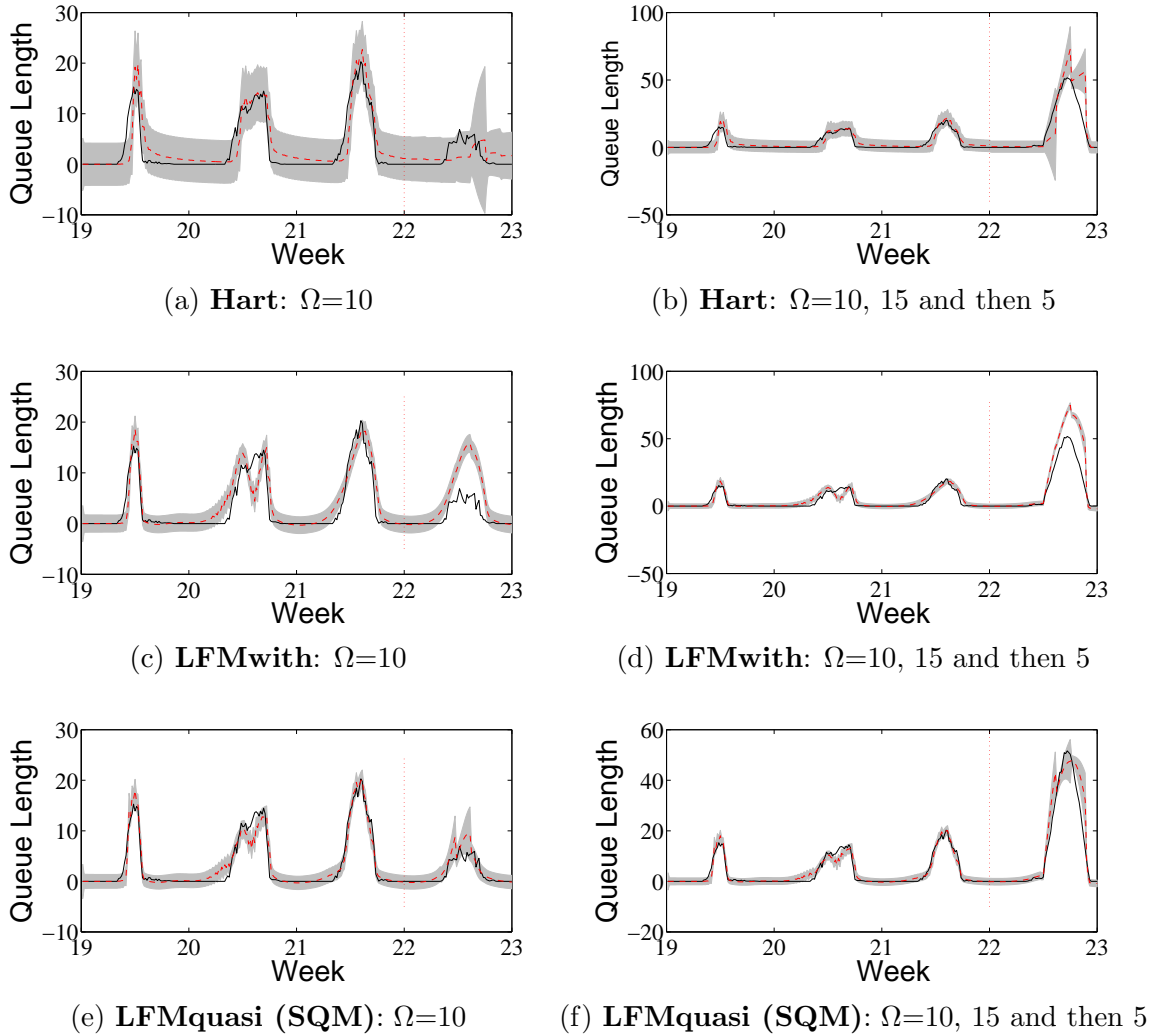 30
20
10
0
−10
Queue Length
19 20 21 22 23
Week
(a) Hart: Ω=10
100
50
0
−50
Queue Length
19 20 21 22 23
Week
(b) Hart: Ω=10, 15 and then 5
30
20
10
0
−10
Queue Length
19 20 21 22 23
Week
(c) LFMwith: Ω=10
100
50
0
−50
Queue Length
19 20 21 22 23
Week
(d) LFMwith: Ω=10, 15 and then 5
30
20
10
0
−10
Queue Length
19 20 21 22 23
Week
(e) LFMquasi (SQM): Ω=10
60
40
20
0
−20
Queue Length
19 20 21 22 23
Week
(f) LFMquasi (SQM): Ω=10, 15 and then 5